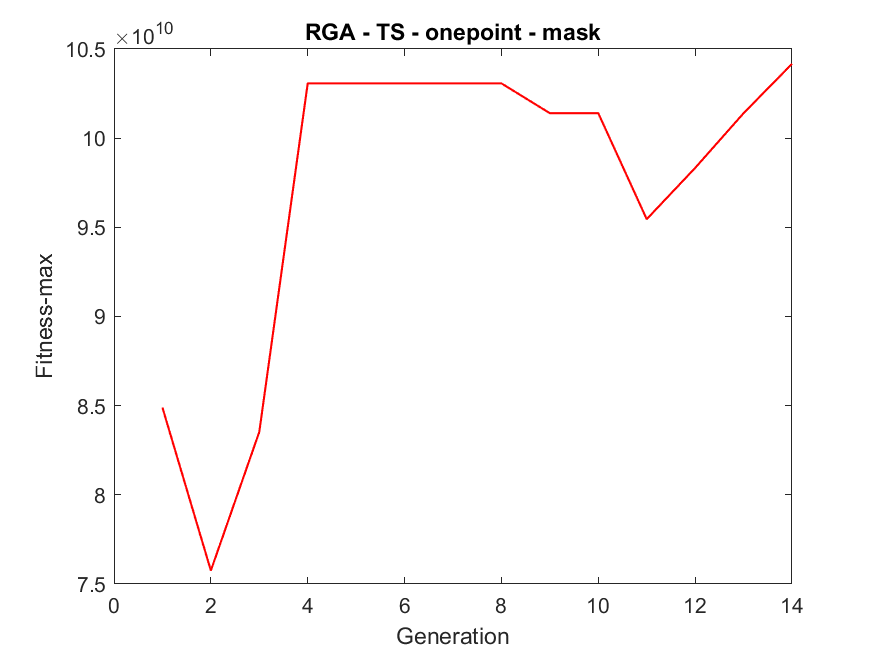 RGA - TS - onepoint - mask
×10^10
10.5
10
9.5
9
8.5
8
7.5
Fitness-max
0 2 4 6 8 10 12 14
Generation